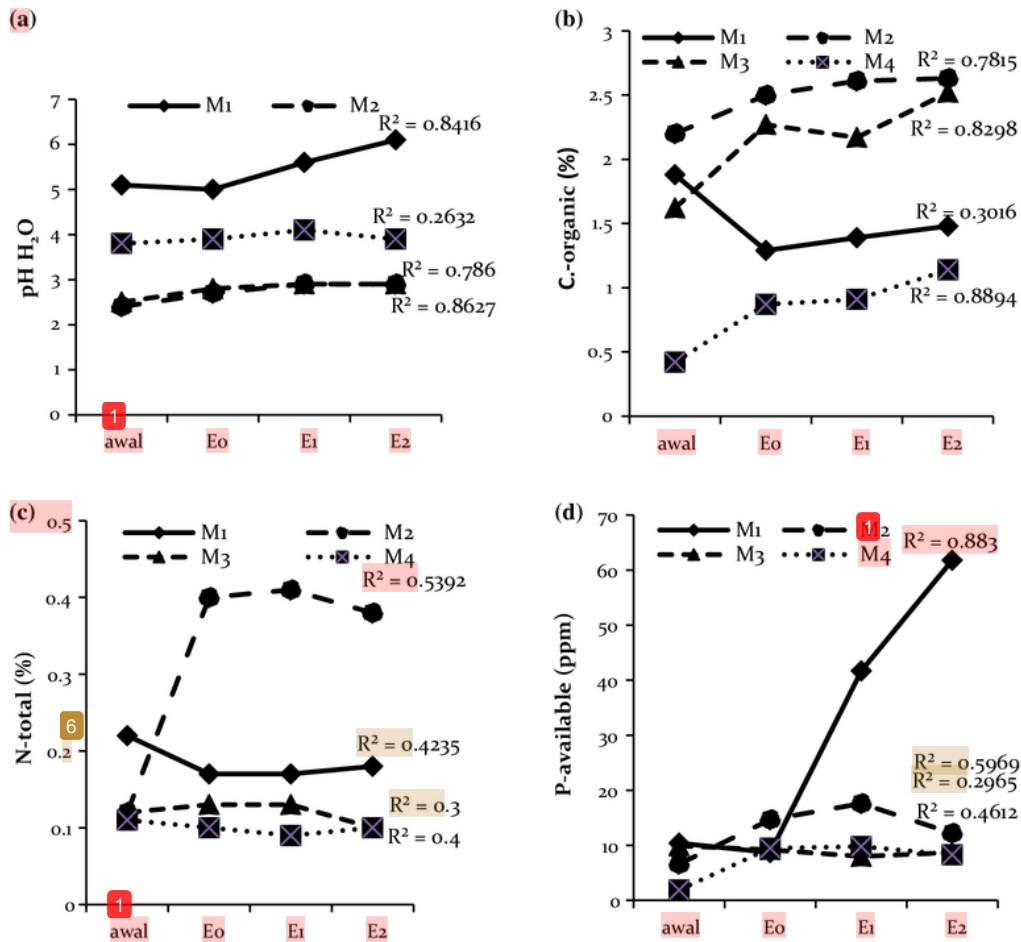 (a)
M1 M2
R² = 0.8416
R² = 0.2632
R² = 0.786
R² = 0.8627
pH H₂O
7
6
5
4
3
2
1
0
1
awal E0 E1 E2
(b)
M1 M2
M3 M4
R² = 0.7815
R² = 0.8298
R² = 0.3016
R² = 0.8894
C.-organic (%)
3
2.5
2
1.5
1
0.5
0
awal E0 E1 E2
(c)
M1 M2
M3 M4
R² = 0.5392
R² = 0.4235
R² = 0.3
R² = 0.4
N-total (%)
6
0.5
0.4
0.3
0.2
0.1
0
1
awal E0 E1 E2
(d)
1
M1 M2
M3 M4
R² = 0.883
R² = 0.5969
R² = 0.2965
R² = 0.4612
P-available (ppm)
70
60
50
40
30
20
10
0
awal E0 E1 E2